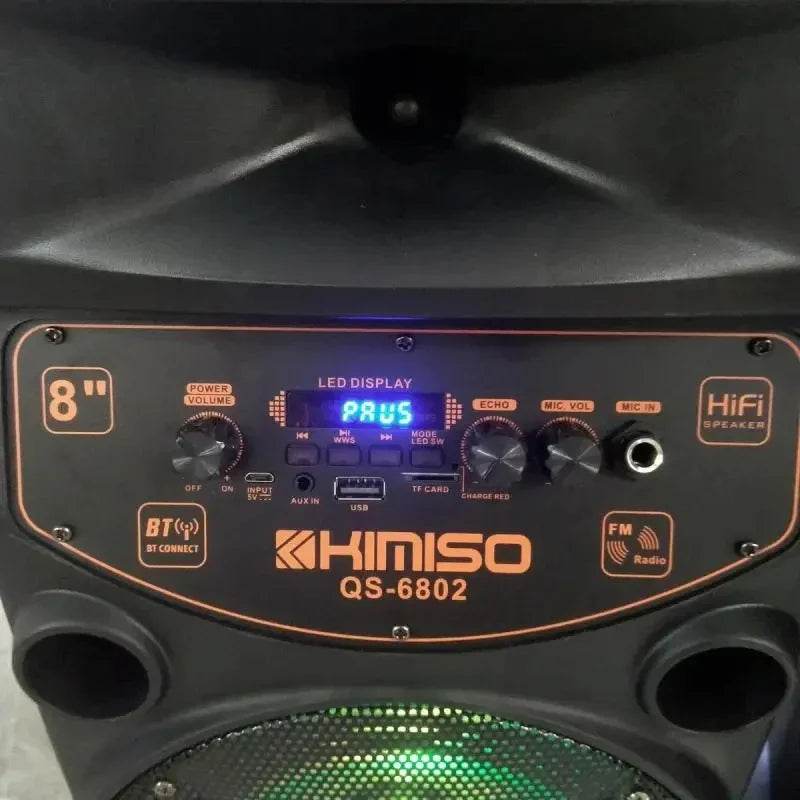 LED DISPLAY
8"
POWER
VOLUME
PAUS
ECHO
MIC. VOL
MIC IN
HiFi
SPEAKER
WWS
MODE
LED SW
OFF
ON
INPUT
5V
AUX IN
USB
TF CARD
CHARGE RED
BT
BT CONNECT
KIMISO
QS-6802
FM
Radio